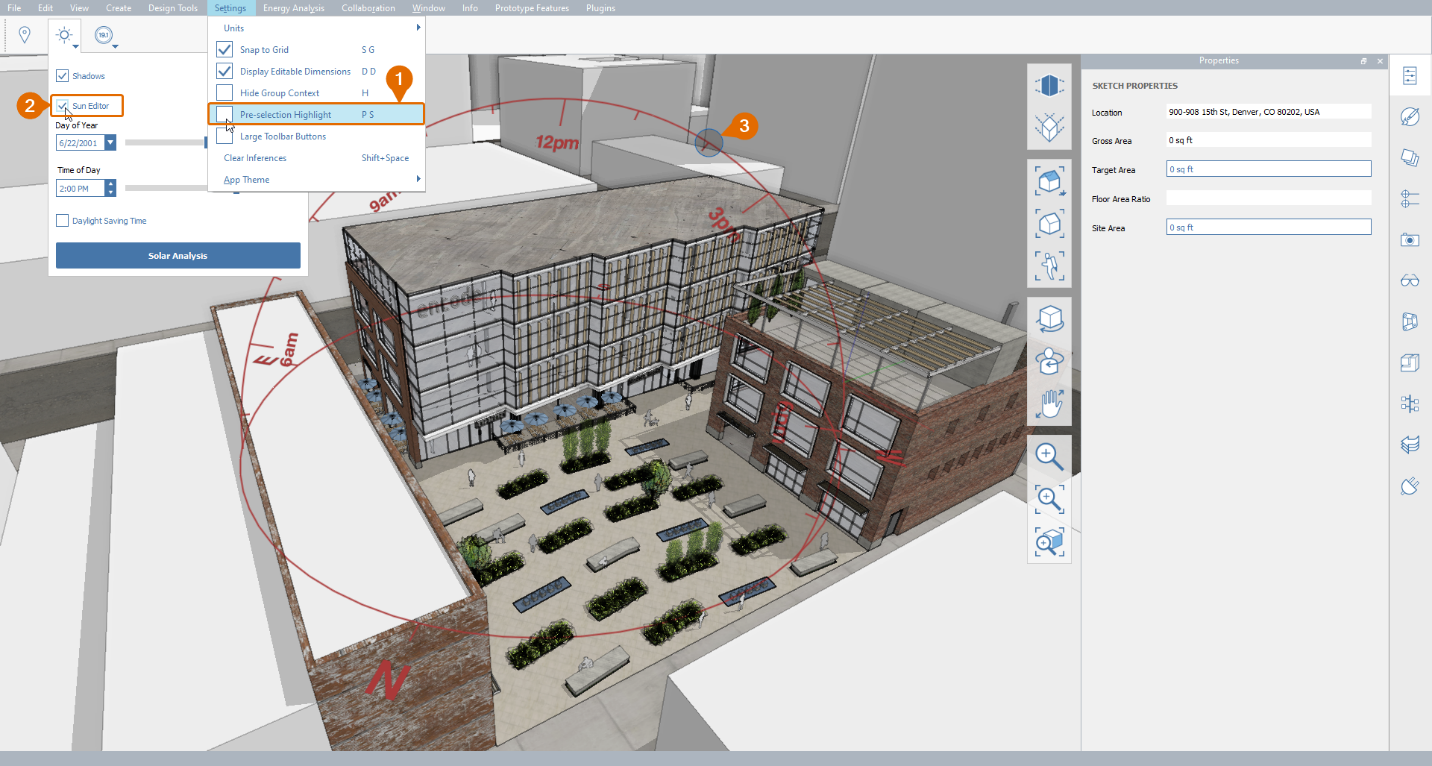 File Edit View Create Design Tools Settings Energy Analysis Collaboration Window Info Prototype Features Plugins
191
Shadows
2
Sun Editor
Day of Year
6/22/2001
Time of Day
2:00 PM
Daylight Saving Time
Solar Analysis
Units
Snap to Grid S G
Display Editable Dimensions D D
1
Hide Group Context H
Pre-selection Highlight P S
Large Toolbar Buttons
Clear Inferences Shift+Space
App Theme
3
12pm
9am
3pm
encode
E
6am
N
Properties
SKETCH PROPERTIES
Location 900-908 15th St, Denver, CO 80202, USA
Gross Area 0 sq ft
Target Area 0 sq ft
Floor Area Ratio
Site Area 0 sq ft